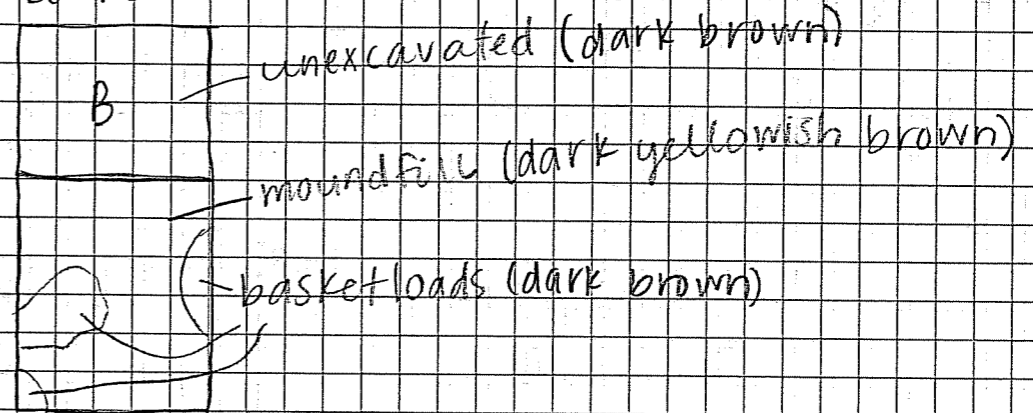 unexcavated (dark brown)
B
moundfill (dark yellowish brown)
basketloads (dark brown)